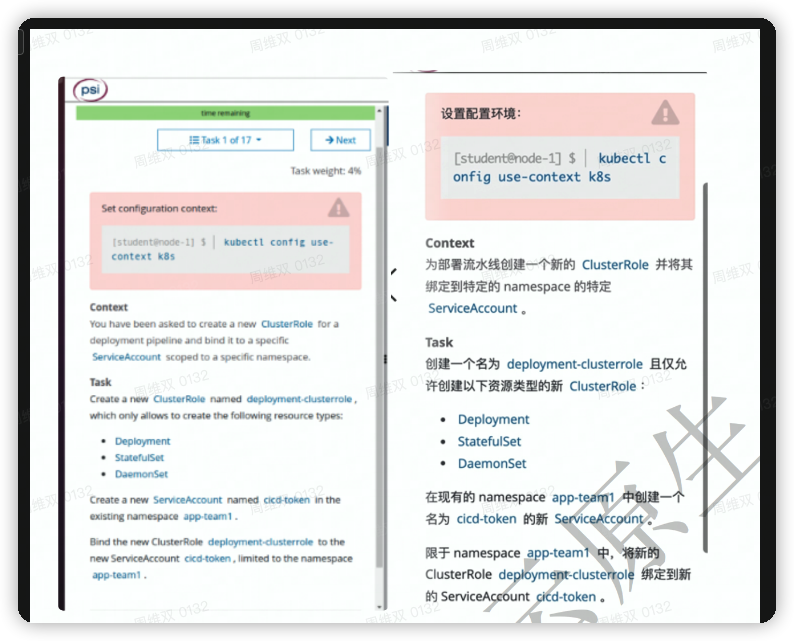 psi
time remaining
Task 1 of 17
Next
Task weight: 4%
Set configuration context:
[student@node-1] $ | kubectl config use-
context k8s
Context
You have been asked to create a new ClusterRole for a
deployment pipeline and bind it to a specific
ServiceAccount scoped to a specific namespace.
Task
Create a new ClusterRole named deployment-clusterrole,
which only allows to create the following resource types:
• Deployment
• StatefulSet
• DaemonSet
Create a new ServiceAccount named cicd-token in the
existing namespace app-team1.
Bind the new ClusterRole deployment-clusterrole to the
new ServiceAccount cicd-token, limited to the namespace
app-team1.
设置配置环境:
[student@node-1] $ | kubectl c
onfig use-context k8s
Context
为部署流水线创建一个新的 ClusterRole 并将其
绑定到特定的 namespace 的特定
ServiceAccount 。
Task
创建一个名为 deployment-clusterrole 且仅允
许创建以下资源类型的新 ClusterRole :
• Deployment
• StatefulSet
• DaemonSet
在现有的 namespace app-team1 中创建一个
名为 cicd-token 的新 ServiceAccount 。
限于 namespace app-team1 中，将新的
ClusterRole deployment-clusterrole 绑定到新
的 ServiceAccount cicd-token 。
云原生
周维双 0132